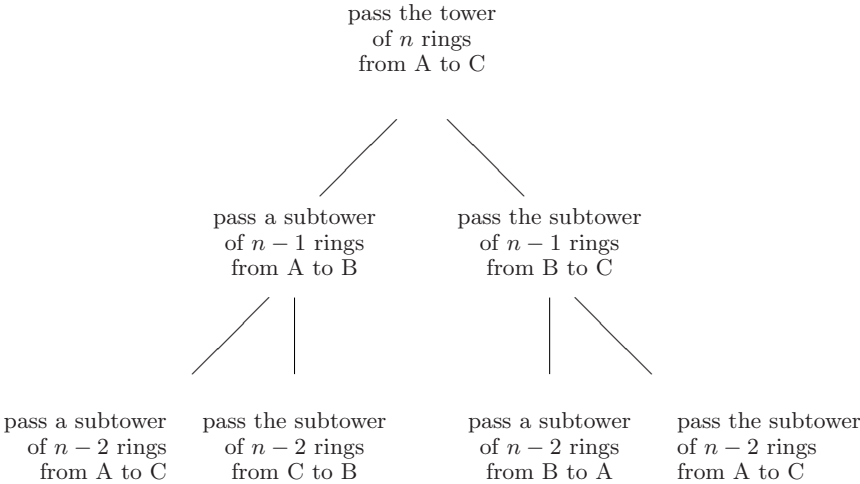 pass the tower
of n rings
from A to C
pass a subtower
of n − 1 rings
from A to B
pass the subtower
of n − 1 rings
from B to C
pass a subtower
of n − 2 rings
from A to C
pass the subtower
of n − 2 rings
from C to B
pass a subtower
of n − 2 rings
from B to A
pass the subtower
of n − 2 rings
from A to C